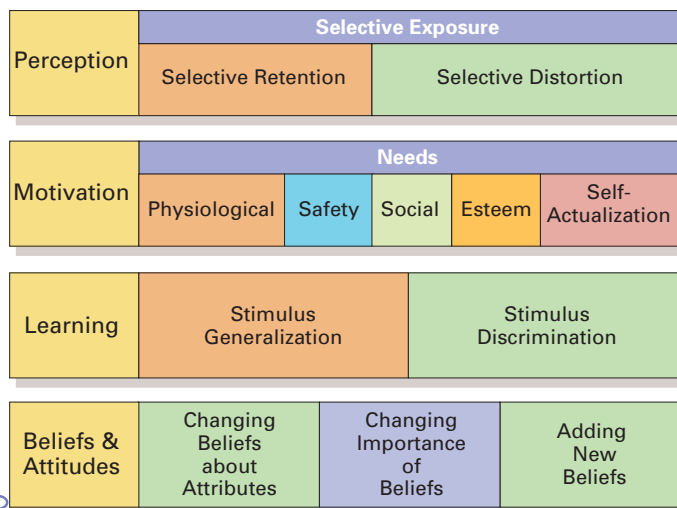 Perception
Selective Exposure
Selective Retention
Selective Distortion
Motivation
Needs
Physiological
Safety
Social
Esteem
Self-
Actualization
Learning
Stimulus
Generalization
Stimulus
Discrimination
Beliefs &
Attitudes
Changing
Beliefs
about
Attributes
Changing
Importance
of
Beliefs
Adding
New
Beliefs